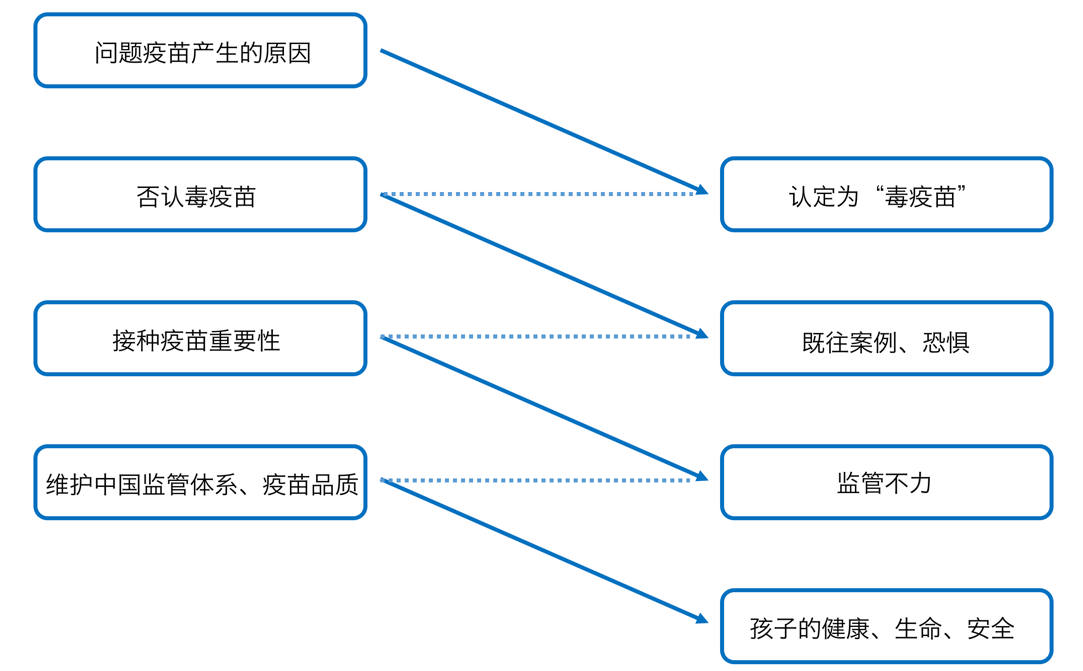 问题疫苗产生的原因
否认毒疫苗
认定为“毒疫苗”
接种疫苗重要性
既往案例、恐惧
维护中国监管体系、疫苗品质
监管不力
孩子的健康、生命、安全